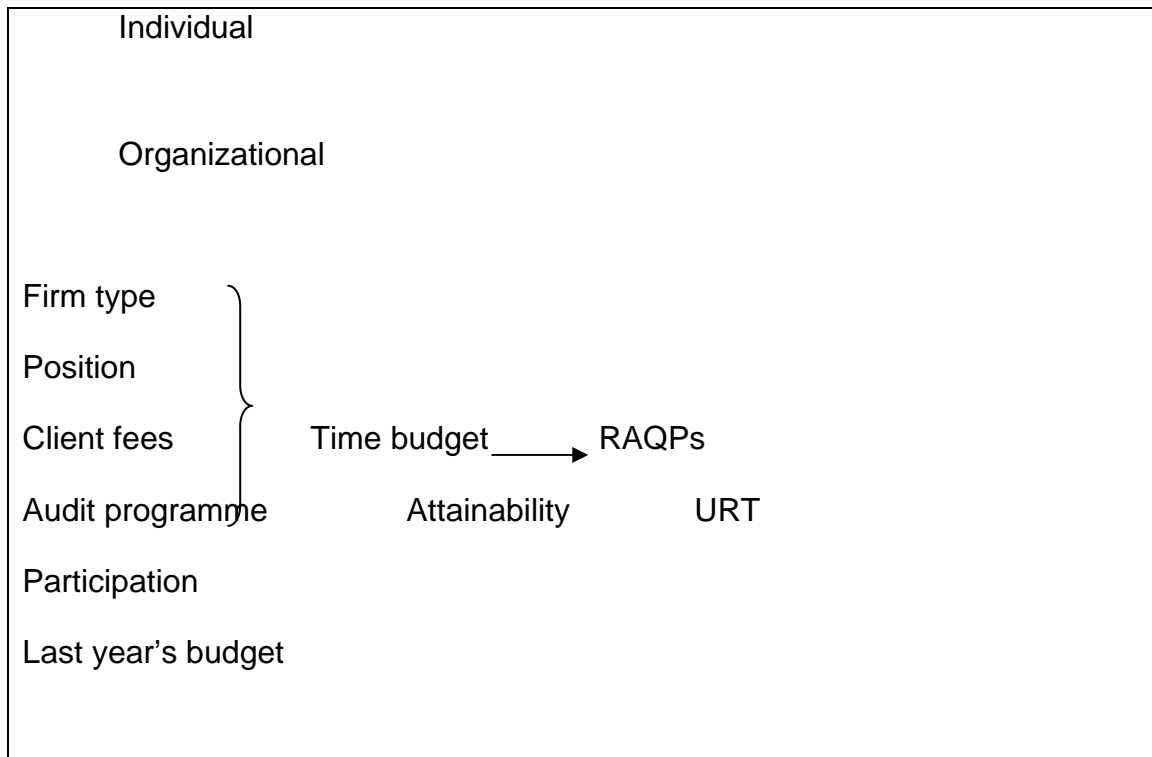 Individual
Organizational
Firm type
Position
Client fees Time budget RAQPs
Audit programme Attainability URT
Participation
Last year’s budget